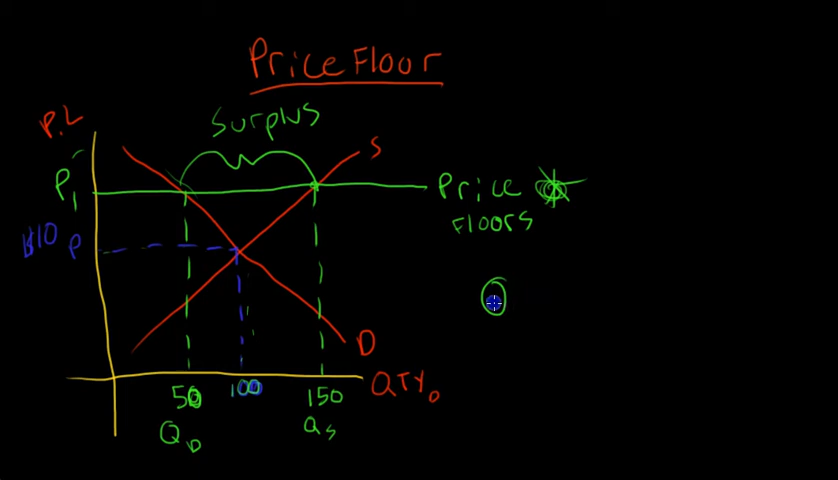 Price Floor
Surplus
P.L
S
P1
Price
Floors
$10 P
D
50
100
150
QTY D
QD
QS